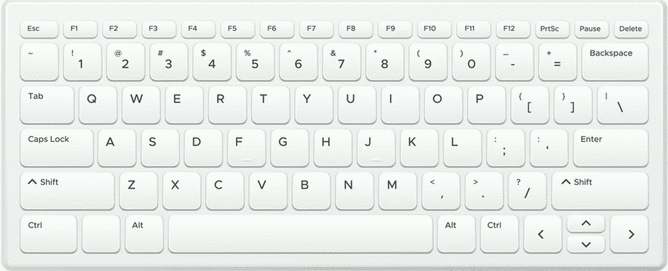 Esc F1 F2 F3 F4 F5 F6 F7 F8 F9 F10 F11 F12 PrtSc Pause Delete
~ ! 1 @ 2 # 3 $ 4 % 5 ^ 6 & 7 * 8 ( 9 ) 0 _ - + = Backspace
Tab Q W E R T Y U I O P { [ } ] | \
Caps Lock A S D F G H J K L : ; : ' Enter
^ Shift Z X C V B N M < , > . ? / ^ Shift
Ctrl Alt Alt Ctrl